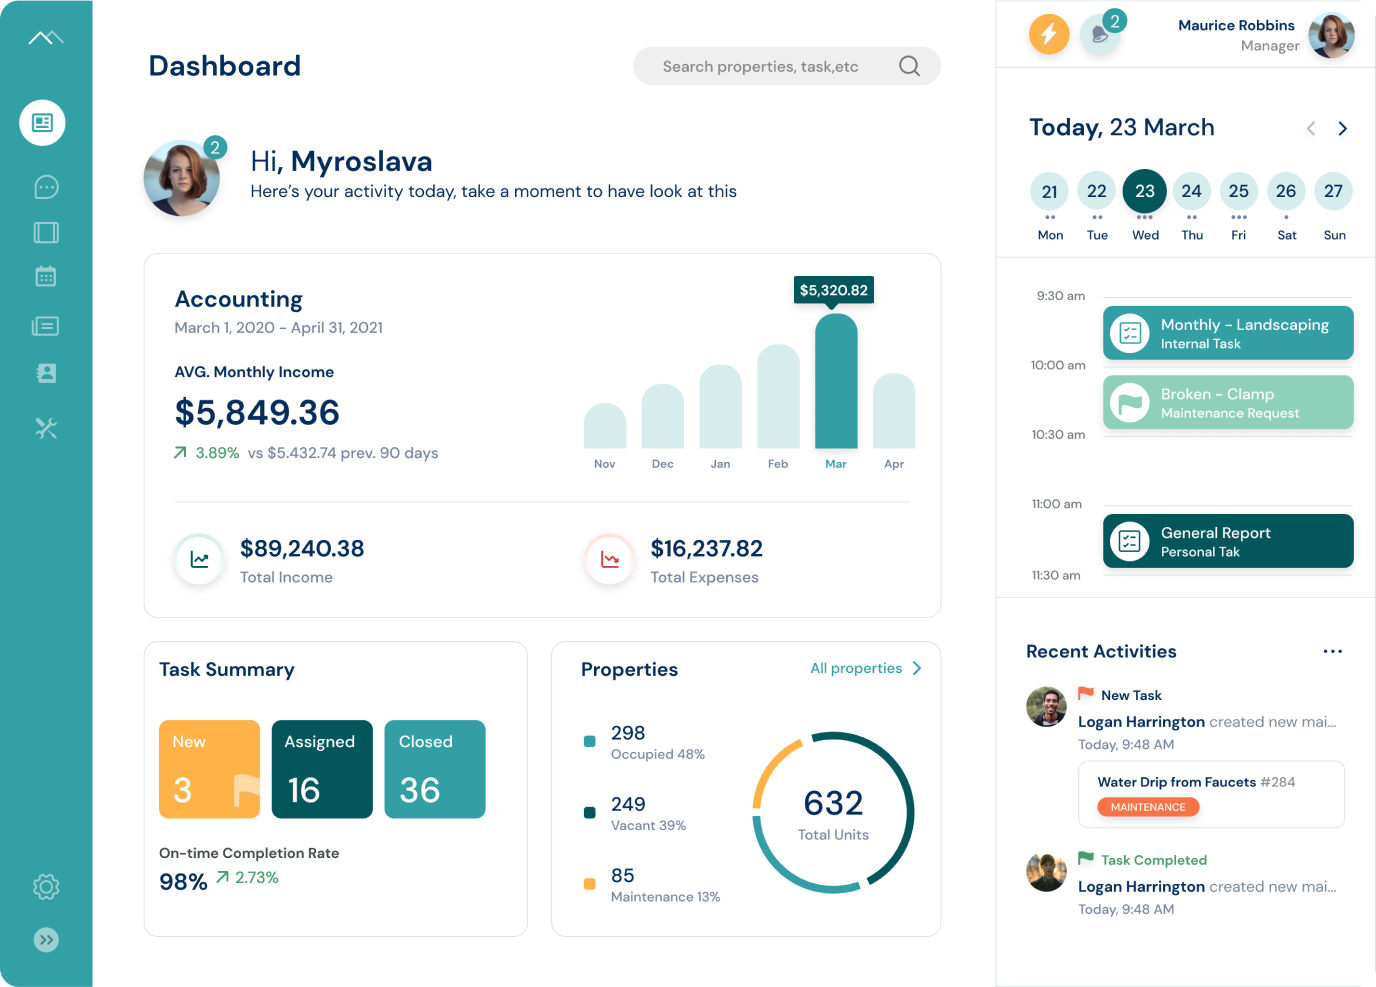 Dashboard
Search properties, task,etc
2
Hi, Myroslava
Here's your activity today, take a moment to have look at this
Accounting
March 1, 2020 - April 31, 2021
AVG. Monthly Income
$5,849.36
3.89% vs $5.432.74 prev. 90 days
$5,320.82
Nov Dec Jan Feb Mar Apr
$89,240.38
Total Income
$16,237.82
Total Expenses
Task Summary
New
3
Assigned
16
Closed
36
On-time Completion Rate
98% 2.73%
Properties
All properties
298
Occupied 48%
249
Vacant 39%
85
Maintenance 13%
632
Total Units
2
Maurice Robbins
Manager
Today, 23 March
21 22 23 24 25 26 27
Mon Tue Wed Thu Fri Sat Sun
9:30 am
Monthly - Landscaping
Internal Task
10:00 am
Broken - Clamp
Maintenance Request
10:30 am
11:00 am
General Report
Personal Tak
11:30 am
Recent Activities
New Task
Logan Harrington created new mai...
Today, 9:48 AM
Water Drip from Faucets #284
MAINTENANCE
Task Completed
Logan Harrington created new mai...
Today, 9:48 AM